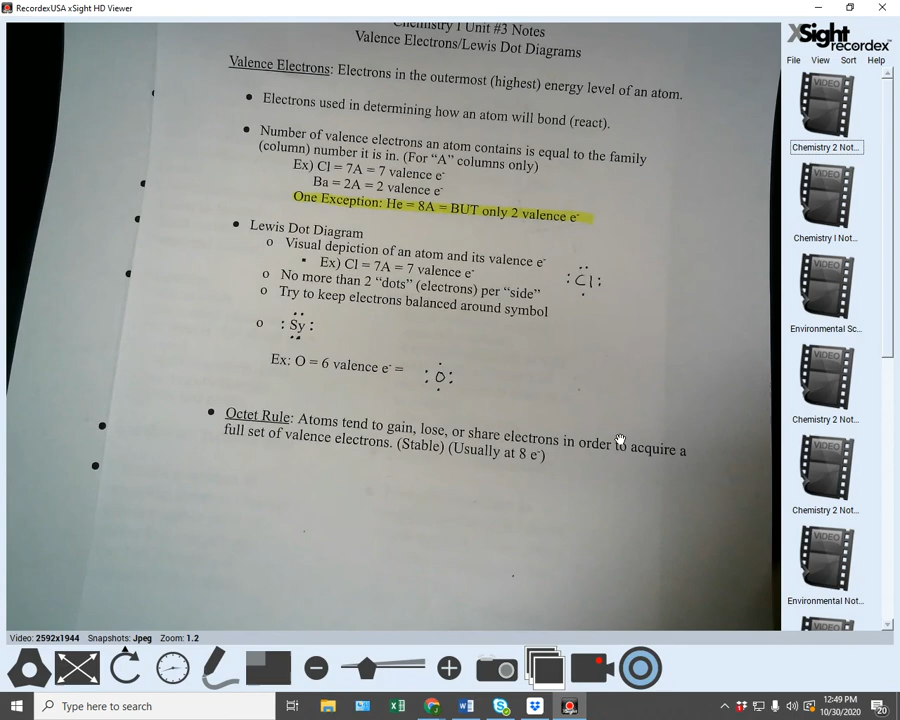 RecordexUSA xSight HD Viewer
Chemistry I Unit #3 Notes
Valence Electrons/Lewis Dot Diagrams
Valence Electrons: Electrons in the outermost (highest) energy level of an atom.
• Electrons used in determining how an atom will bond (react).
• Number of valence electrons an atom contains is equal to the family
(column) number it is in. (For “A” columns only)
Ex) Cl = 7A = 7 valence e⁻
Ba = 2A = 2 valence e⁻
One Exception: He = 8A = BUT only 2 valence e⁻
• Lewis Dot Diagram
o Visual depiction of an atom and its valence e⁻
▪ Ex) Cl = 7A = 7 valence e⁻
:Cl:
o No more than 2 “dots” (electrons) per “side”
o Try to keep electrons balanced around symbol
o :Sy:
Ex: O = 6 valence e⁻ = :O:
• Octet Rule: Atoms tend to gain, lose, or share electrons in order to acquire a
full set of valence electrons. (Stable) (Usually at 8 e⁻)
xSight
recordex
File View Sort Help
VIDEO
Chemistry 2 Not...
VIDEO
Chemistry I Not...
VIDEO
Environmental Sc...
VIDEO
Chemistry 2 Not...
VIDEO
Chemistry 2 Not...
VIDEO
Environmental Not...
VIDEO
Video: 2592x1944 Snapshots: Jpeg Zoom: 1.2
Type here to search
12:49 PM
10/30/2020
20